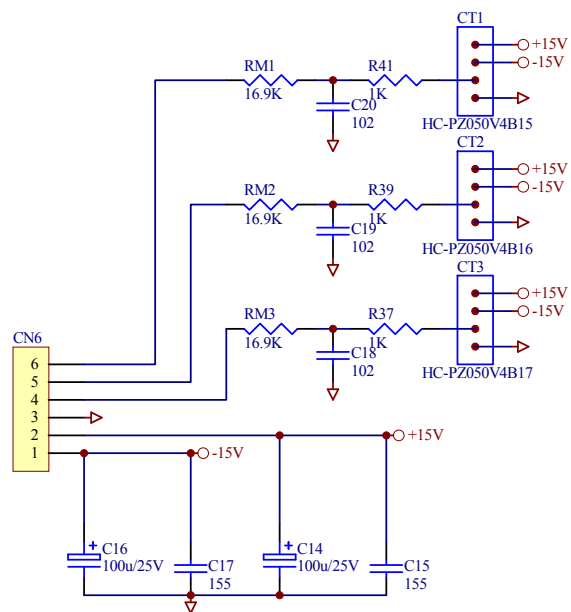 CT1
+15V
-15V
RM1
R41
16.9K
1K
C20
102
HC-PZ050V4B15
CT2
+15V
-15V
RM2
R39
16.9K
1K
C19
102
HC-PZ050V4B16
CT3
+15V
-15V
RM3
R37
16.9K
1K
C18
102
HC-PZ050V4B17
CN6
6
5
4
3
2
1
+15V
-15V
+
C16
100u/25V
C17
155
+
C14
100u/25V
C15
155